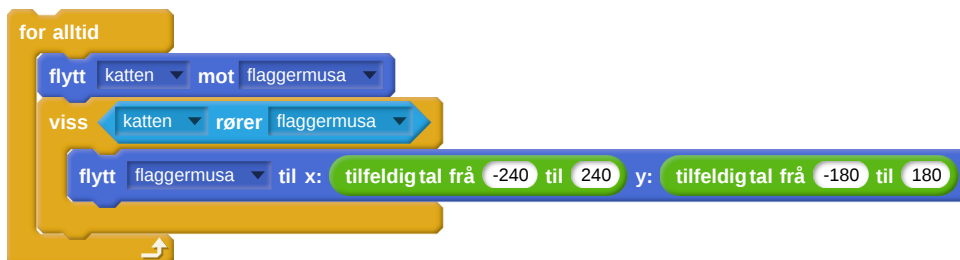 for alltid
flytt katten mot flaggermusa
viss katten rører flaggermusa
flytt flaggermusa til x: tilfeldig tal frå -240 til 240 y: tilfeldig tal frå -180 til 180